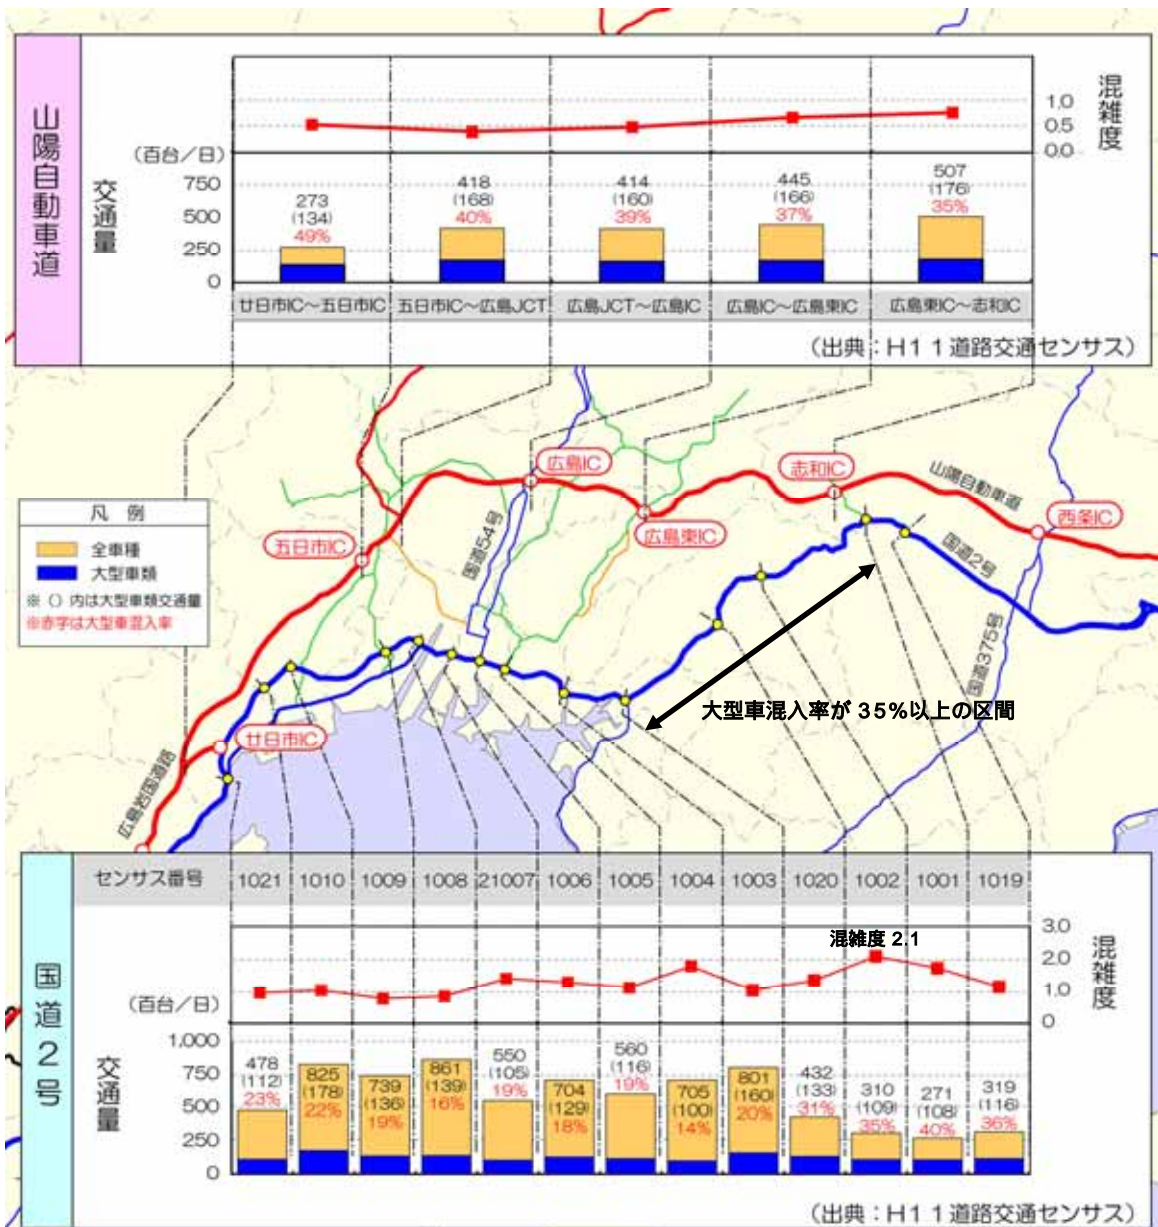 山陽自動車道
混雑度
1.0
0.5
0.0
(百台/日)
交通量
750
500
250
0
273
(134)
49%
418
(168)
40%
414
(160)
39%
445
(166)
37%
507
(176)
35%
廿日市IC〜五日市IC
五日市IC〜広島JCT
広島JCT〜広島IC
広島IC〜広島東IC
広島東IC〜志和IC
(出典:H11道路交通センサス)
凡 例
全車種
大型車類
※()内は大型車類交通量
※赤字は大型車混入率
五日市IC
広島IC
広島東IC
志和IC
西条IC
廿日市IC
山陽自動車道
国道2号
国道54号
国道375号
広島岩国道路
大型車混入率が 35%以上の区間
国道2号
センサス番号
1021
1010
1009
1008
21007
1006
1005
1004
1003
1020
1002
1001
1019
混雑度 2.1
混雑度
3.0
2.0
1.0
0
(百台/日)
交通量
1,000
750
500
250
0
478
(112)
23%
825
(178)
22%
739
(136)
19%
861
(139)
16%
550
(105)
19%
704
(129)
18%
560
(116)
19%
705
(100)
14%
801
(160)
20%
432
(133)
31%
310
(109)
35%
271
(108)
40%
319
(116)
36%
(出典:H11道路交通センサス)